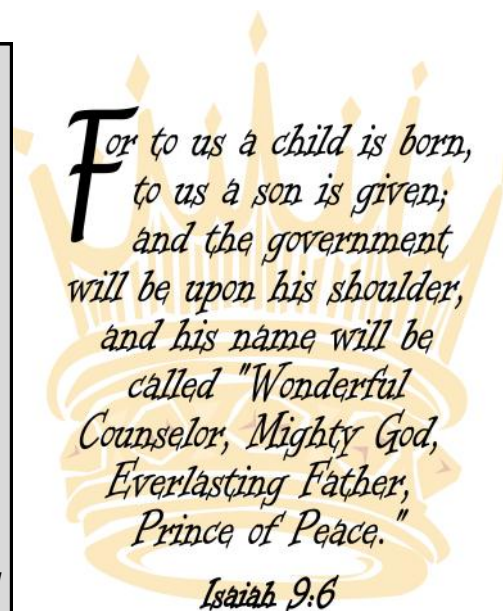 For to us a child is born,
to us a son is given;
and the government
will be upon his shoulder,
and his name will be
called "Wonderful
Counselor, Mighty God,
Everlasting Father,
Prince of Peace."
Isaiah 9:6